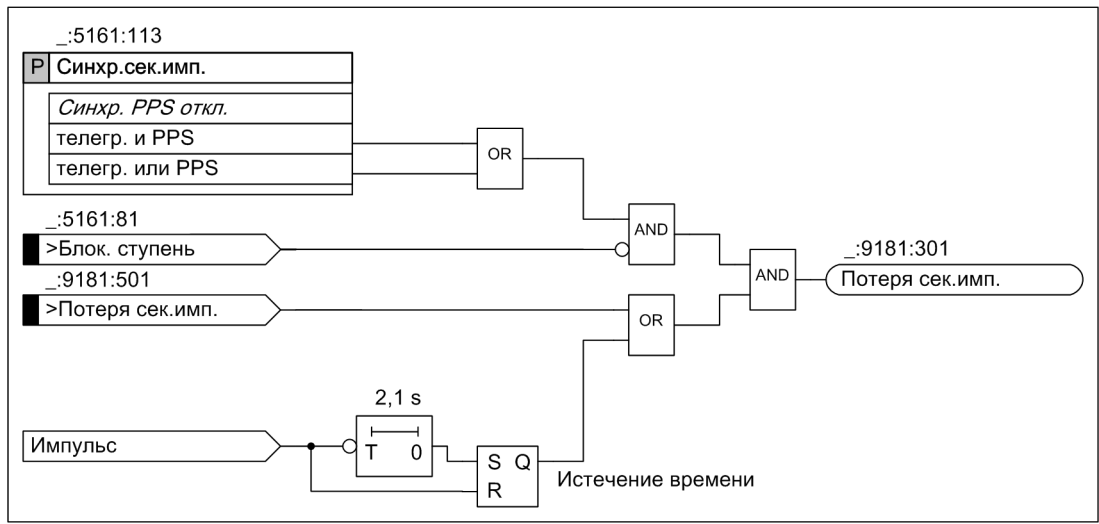 _:5161:113
P Синхр.сек.имп.
Синхр. PPS откл.
телегр. и PPS
телегр. или PPS
OR
_:5161:81
>Блок. ступень
AND
_:9181:501
>Потеря сек.имп.
OR
AND
_:9181:301
Потеря сек.имп.
2,1 s
Импульс
T 0
S Q
R
Истечение времени